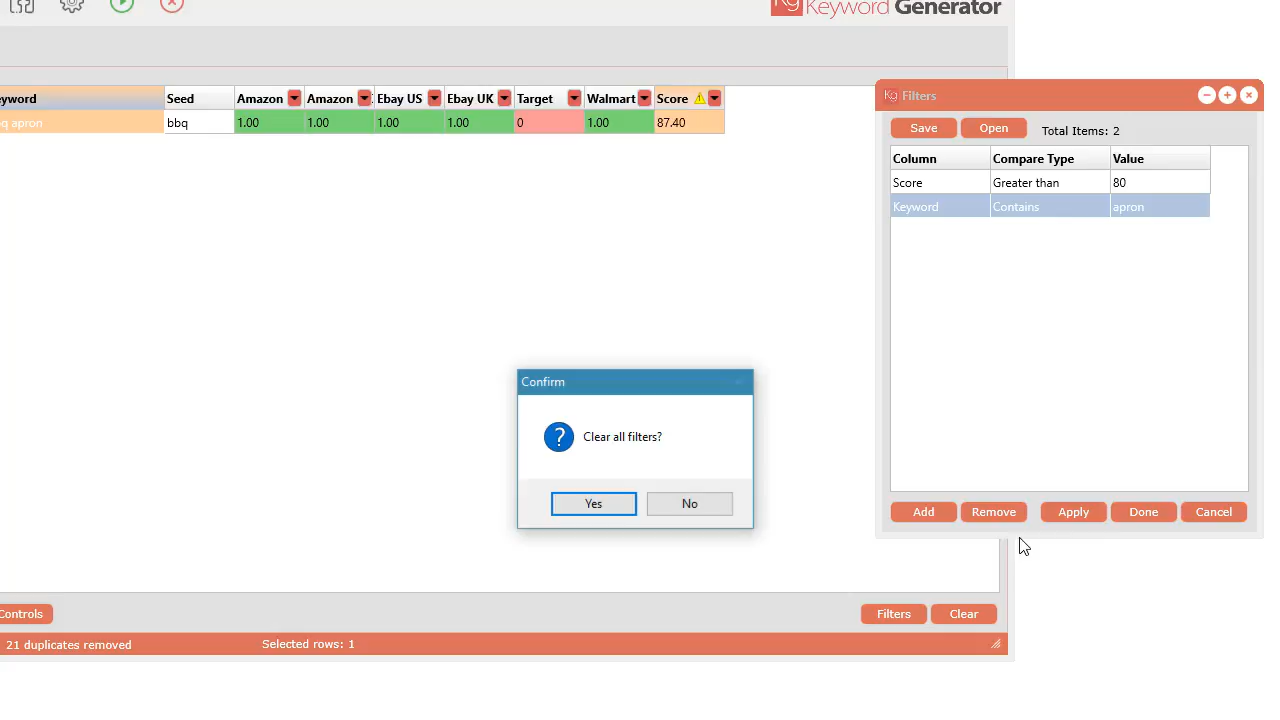 Kg Keyword Generator
eyword Seed Amazon Amazon Ebay US Ebay UK Target Walmart Score
q apron bbq 1.00 1.00 1.00 1.00 0 1.00 87.40
Kg Filters
Save Open Total Items: 2
Column Compare Type Value
Score Greater than 80
Keyword Contains apron
Confirm
Clear all filters?
Yes No
Add Remove Apply Done Cancel
Controls Filters Clear
21 duplicates removed Selected rows: 1